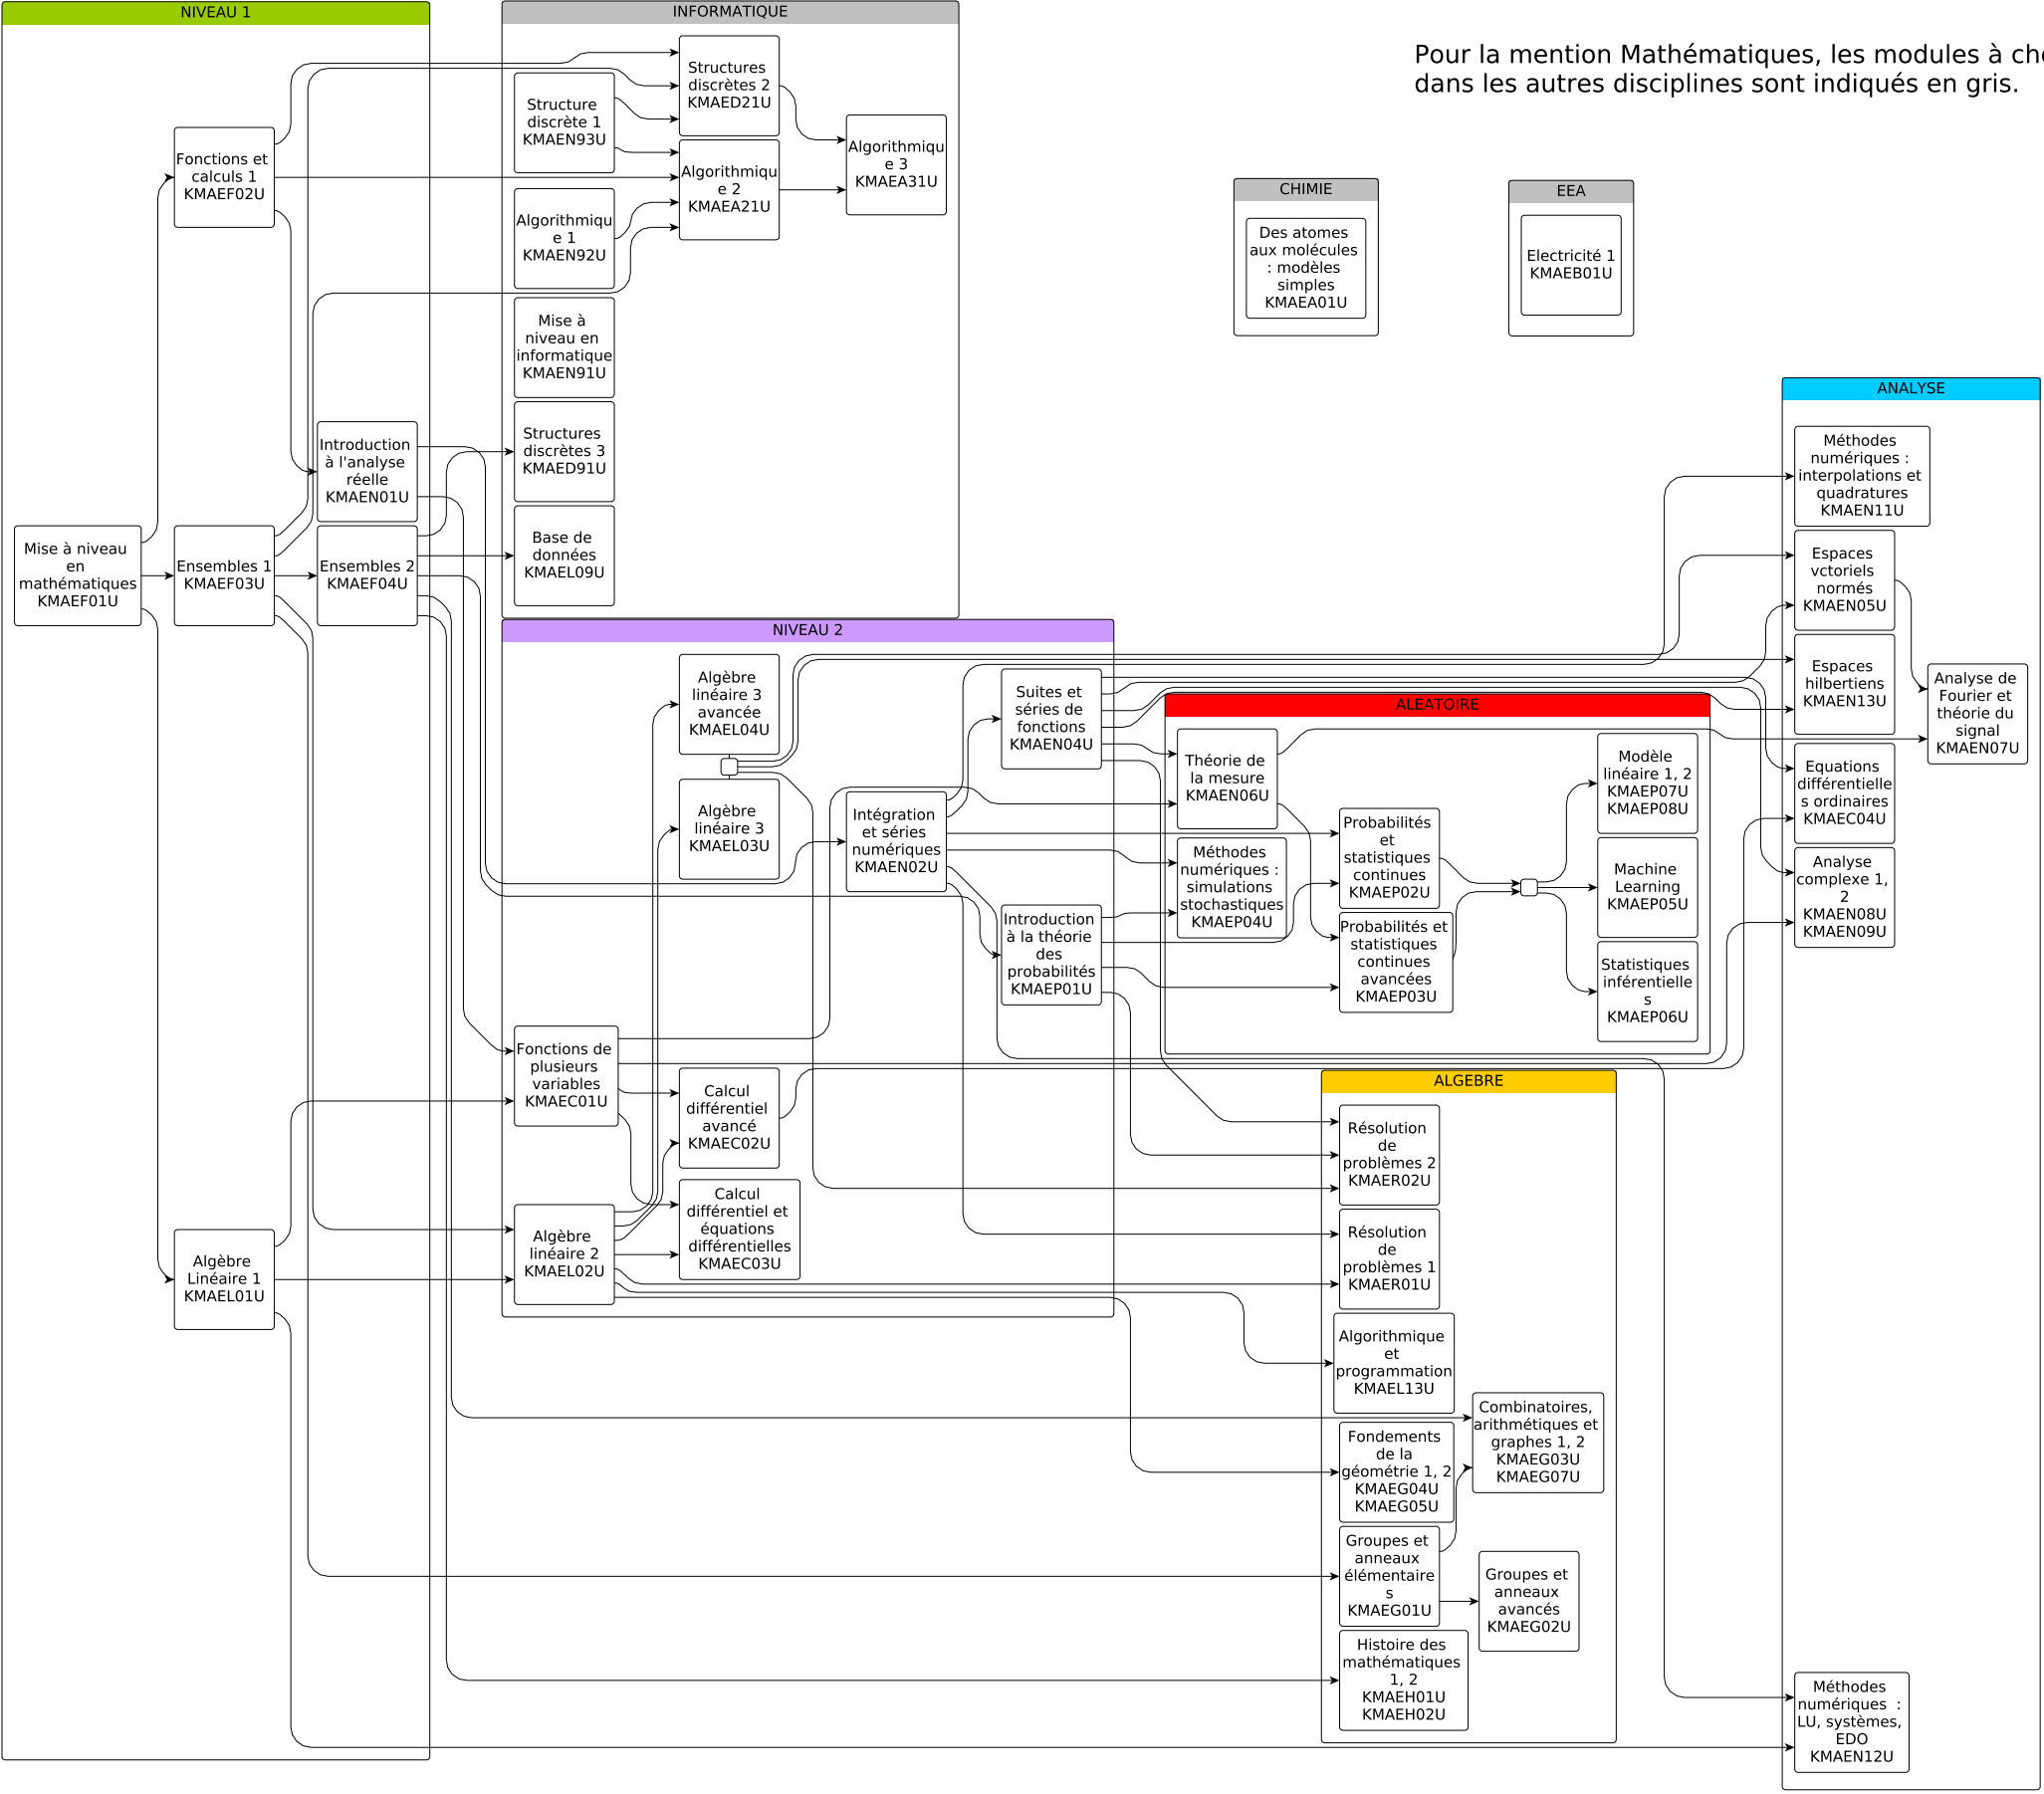 NIVEAU 1
Fonctions et
calculs 1
KMAEF02U
Introduction
à l'analyse
réelle
KMAEN01U
Mise à niveau
en
mathématiques
KMAEF01U
Ensembles 1
KMAEF03U
Ensembles 2
KMAEF04U
Algèbre
Linéaire 1
KMAEL01U
INFORMATIQUE
Structures
discrètes 2
KMAED21U
Structure
discrète 1
KMAEN93U
Algorithmiqu
e 3
KMAEA31U
Algorithmiqu
e 2
KMAEA21U
Algorithmiqu
e 1
KMAEN92U
Mise à
niveau en
informatique
KMAEN91U
Structures
discrètes 3
KMAED91U
Base de
données
KMAEL09U
Pour la mention Mathématiques, les modules à
dans les autres disciplines sont indiqués en gris.
CHIMIE
Des atomes
aux molécules
: modèles
simples
KMAEA01U
EEA
Electricité 1
KMAEB01U
NIVEAU 2
Algèbre
linéaire 3
avancée
KMAEL04U
Algèbre
linéaire 3
KMAEL03U
Intégration
et séries
numériques
KMAEN02U
Suites et
séries de
fonctions
KMAEN04U
Introduction
à la théorie
des
probabilités
KMAEP01U
Fonctions de
plusieurs
variables
KMAEC01U
Calcul
différentiel
avancé
KMAEC02U
Calcul
différentiel et
équations
différentielles
KMAEC03U
Algèbre
linéaire 2
KMAEL02U
ALEATOIRE
Théorie de
la mesure
KMAEN06U
Méthodes
numériques :
simulations
stochastiques
KMAEP04U
Probabilités
et
statistiques
continues
KMAEP02U
Probabilités et
statistiques
continues
avancées
KMAEP03U
Modèle
linéaire 1, 2
KMAEP07U
KMAEP08U
Machine
Learning
KMAEP05U
Statistiques
inférentielle
s
KMAEP06U
ALGEBRE
Résolution
de
problèmes 2
KMAER02U
Résolution
de
problèmes 1
KMAER01U
Algorithmique
et
programmation
KMAEL13U
Combinatoires,
arithmétiques et
graphes 1, 2
KMAEG03U
KMAEG07U
Fondements
de la
géométrie 1, 2
KMAEG04U
KMAEG05U
Groupes et
anneaux
élémentaire
s
KMAEG01U
Groupes et
anneaux
avancés
KMAEG02U
Histoire des
mathématiques
1, 2
KMAEH01U
KMAEH02U
ANALYSE
Méthodes
numériques :
interpolations et
quadratures
KMAEN11U
Espaces
vctoriels
normés
KMAEN05U
Espaces
hilbertiens
KMAEN13U
Analyse de
Fourier et
théorie du
signal
KMAEN07U
Equations
différentielle
s ordinaires
KMAEC04U
Analyse
complexe 1,
2
KMAEN08U
KMAEN09U
Méthodes
numériques :
LU, systèmes,
EDO
KMAEN12U